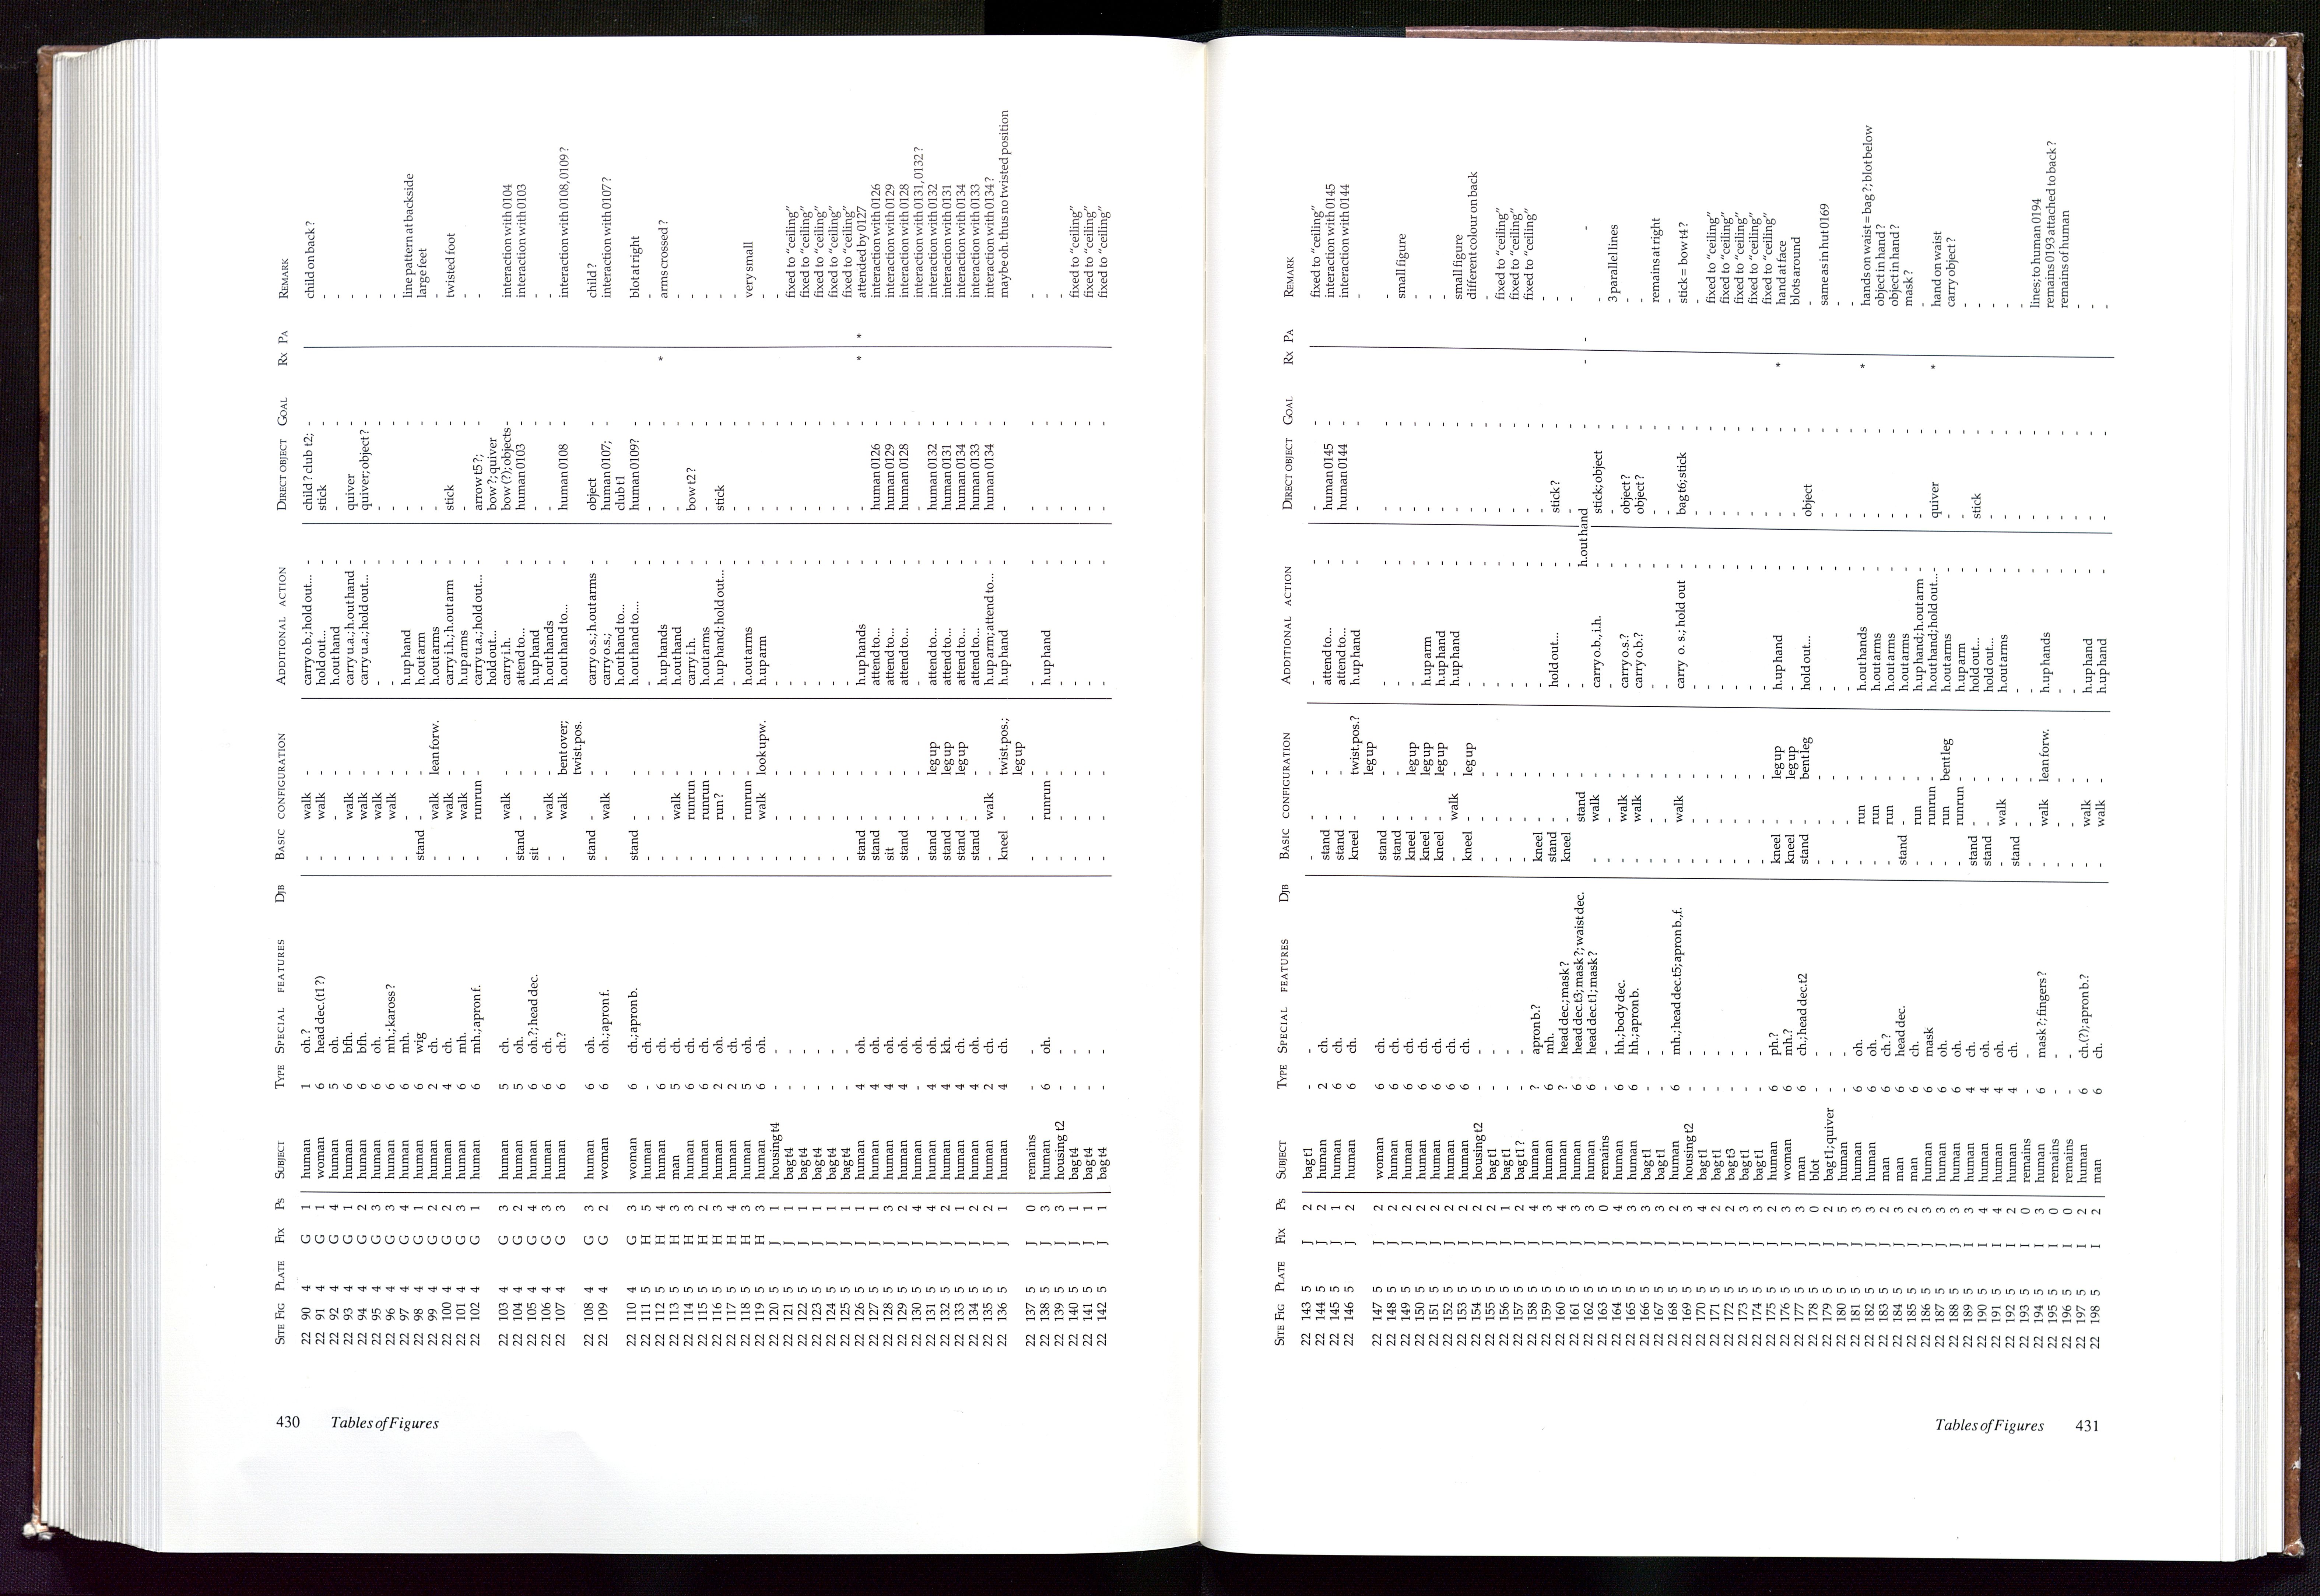 SITE FIG PLATE FIX PS SUBJECT TYPE SPECIAL FEATURES DJB BASIC CONFIGURATION ADDITIONAL ACTION DIRECT OBJECT GOAL RX PA REMARK
22 90 4 G 1 human 1 oh. ? - walk - carry o.b.; hold out... - child ? club t2; - child on back ?
22 91 4 G 1 woman 6 head dec.(t1 ?) - walk - hold out... - stick - -
22 92 4 G 4 human 5 oh. - - - h.out hand - - - -
22 93 4 G 1 human 6 bfh. - walk - carry u.a.; h.out hand - quiver - -
22 94 4 G 2 human 6 bfh. - walk - carry u.a.; hold out... - quiver; object ? - -
22 95 4 G 3 human 6 oh. - walk - - - - - -
22 96 4 G 3 human 6 mh.; kaross ? - walk - - - - - -
22 97 4 G 4 human 6 mh. - - - h.up hand - - - line pattern at backside
22 98 4 G 1 human 6 wig stand - - h.out arm - - - large feet
22 99 4 G 2 human 2 ch. - walk lean forw. h.out arms - - - -
22 100 4 G 2 human 4 ch. - walk - carry i.h.; h.out arm - stick - twisted foot
22 101 4 G 3 human 6 mh. - walk - h.up arms - - - -
22 102 4 G 1 human 6 mh.; apron f. - runrun - carry u.a.; hold out... - arrow t5 ?; - -
hold out... bow ?; quiver
22 103 4 G 3 human 5 ch. - walk - carry i.h. - bow (?); objects - interaction with 0104
22 104 4 G 2 human 5 oh. stand - - attend to... - human 0103 - interaction with 0103
22 105 4 G 4 human 6 oh.?; head dec. sit - - h.up hand - - - -
22 106 4 G 3 human 6 ch. - walk - h.out hands - - - -
22 107 4 G 3 human 6 ch.? - walk bent over; h.out hand to... - human 0108 - interaction with 0108, 0109 ?
twist.pos.
22 108 4 G 3 human 6 oh. stand - - carry o.s.; h.out arms - object - child ?
22 109 4 G 2 woman 6 oh.; apron f. - walk - carry o.s.; - human 0107; - interaction with 0107 ?
h.out hand to... club t1
22 110 4 G 3 woman 6 ch.; apron b. stand - - h.out hand to.... - human 0109? - blot at right
22 111 5 H 5 human - ch. - - - - - - - -
22 112 5 H 4 human 6 ch. - - - h.up hands - - - * arms crossed ?
22 113 5 H 3 man 5 ch. - walk - h.out hand - - - -
22 114 5 H 3 human 6 ch. - runrun - carry i.h. - bow t2 ? - -
22 115 5 H 2 human 6 ch. - runrun - h.out arms - - - -
22 116 5 H 3 human 2 oh. - run ? - h.up hand; hold out... - stick - -
22 117 5 H 4 human 2 ch. - - - - - - - -
22 118 5 H 3 human 5 oh. - runrun - h.out arms - - - very small
22 119 5 H 3 human 6 oh. - walk look upw. h.up arm - - - -
22 120 5 J 1 housing t4 - - - - - - - - - -
22 121 5 J 1 bag t4 - - - - - - - - - fixed to "ceiling"
22 122 5 J 1 bag t4 - - - - - - - - - fixed to "ceiling"
22 123 5 J 1 bag t4 - - - - - - - - - fixed to "ceiling"
22 124 5 J 1 bag t4 - - - - - - - - - fixed to "ceiling"
22 125 5 J 1 bag t4 - - - - - - - - - fixed to "ceiling"
22 126 5 J 1 human 4 oh. stand - - h.up hands - - - * * attended by 0127
22 127 5 J 1 human 4 oh. stand - - attend to... - human 0126 - interaction with 0126
22 128 5 J 3 human 4 oh. sit - - attend to... - human 0129 - interaction with 0129
22 129 5 J 2 human 4 oh. stand - - attend to... - human 0128 - interaction with 0128
22 130 5 J 4 human - oh. - - - - - - - interaction with 0131, 0132 ?
22 131 5 J 4 human 4 oh. stand - leg up attend to... - human 0132 - interaction with 0132
22 132 5 J 2 human 4 kh. stand - leg up attend to... - human 0131 - interaction with 0131
22 133 5 J 1 human 4 ch. stand - leg up attend to... - human 0134 - interaction with 0134
22 134 5 J 2 human 4 oh. stand - - attend to... - human 0133 - interaction with 0133
22 135 5 J 2 human 2 ch. - walk - h.up arm; attend to... - human 0134 - interaction with 0134 ?
22 136 5 J 1 human 4 ch. kneel - twist.pos.; h.up hand - - - maybe oh. thus no twisted position
leg up
22 137 5 J 0 remains - - - - - - - - - -
22 138 5 J 3 human 6 oh. - runrun - h.up hand - - - -
22 139 5 J 3 housing t2 - - - - - - - - - -
22 140 5 J 1 bag t4 - - - - - - - - - fixed to "ceiling"
22 141 5 J 1 bag t4 - - - - - - - - - fixed to "ceiling"
22 142 5 J 1 bag t4 - - - - - - - - - fixed to "ceiling"
430 Tables of Figures
SITE FIG PLATE FIX PS SUBJECT TYPE SPECIAL FEATURES DJB BASIC CONFIGURATION ADDITIONAL ACTION DIRECT OBJECT GOAL RX PA REMARK
22 143 5 J 2 bag t1 - - - - - - - - - fixed to "ceiling"
22 144 5 J 2 human 2 ch. stand - - attend to... - human 0145 - interaction with 0145
22 145 5 J 1 human 6 ch. stand - - attend to... - human 0144 - interaction with 0144
22 146 5 J 2 human 6 ch. kneel - twist.pos.? h.up hand - - - -
leg up
22 147 5 J 2 woman 6 ch. stand - - - - - - -
22 148 5 J 2 human 6 ch. stand - - - - - - small figure
22 149 5 J 2 human 6 ch. kneel - leg up - - - - -
22 150 5 J 2 human 6 ch. kneel - leg up h.up arm - - - -
22 151 5 J 2 human 6 ch. kneel - leg up h.up hand - - - -
22 152 5 J 2 human 6 ch. - walk - h.up hand - - - small figure
22 153 5 J 2 human 6 ch. kneel - leg up - - - - different colour on back
22 154 5 J 2 housing t2 - - - - - - - - - -
22 155 5 J 2 bag t1 - - - - - - - - - fixed to "ceiling"
22 156 5 J 1 bag t1 - - - - - - - - - fixed to "ceiling"
22 157 5 J 2 bag t1 ? - - - - - - - - - fixed to "ceiling"
22 158 5 J 4 human ? apron b.? kneel - - - - - - -
22 159 5 J 3 human 6 mh. stand - - hold out... - stick ? - -
22 160 5 J 4 human ? head dec.; mask ? kneel - - - - - - -
22 161 5 J 3 human 6 head dec.t3; mask ?; waist dec. - stand - - h.out hand - - - - -
22 162 5 J 3 human 6 head dec.t1; mask ? - walk - carry o.b., i.h. - stick; object - -
22 163 5 J 0 remains - - - - - - - - - 3 parallel lines
22 164 5 J 4 human 6 hh.; body dec. - walk - carry o.s.? - object ? - -
22 165 5 J 3 human 6 hh.; apron b. - walk - carry o.b.? - object ? - -
22 166 5 J 3 bag t1 - - - - - - - - - remains at right
22 167 5 J 3 bag t1 - - - - - - - - - -
22 168 5 J 2 human 6 mh.; head dec.t5; apron b.,f. - walk - carry o. s.; hold out - bag t6; stick - stick = bow t4 ?
22 169 5 J 3 housing t2 - - - - - - - - - -
22 170 5 J 4 bag t1 - - - - - - - - - fixed to "ceiling"
22 171 5 J 2 bag t1 - - - - - - - - - fixed to "ceiling"
22 172 5 J 2 bag t3 - - - - - - - - - fixed to "ceiling"
22 173 5 J 3 bag t1 - - - - - - - - - fixed to "ceiling"
22 174 5 J 3 bag t1 - - - - - - - - - fixed to "ceiling"
22 175 5 J 2 human 6 ph.? kneel - leg up h.up hand - - - * hand at face
22 176 5 J 3 woman 6 mh.? kneel - leg up - - - - blots around
22 177 5 J 3 man 6 ch.; head dec.t2 stand - bent leg hold out... - object - -
22 178 5 J 0 blot - - - - - - - - - same as in hut 0169
22 179 5 J 2 bag t1; quiver - - - - - - - - - -
22 180 5 J 5 human - - - - - - - - - -
22 181 5 J 3 human 6 oh. - run - h.out hands - - - * hands on waist = bag ?; blot below
22 182 5 J 3 human 6 oh. - run - h.out arms - - - object in hand ?
22 183 5 J 2 man 6 ch.? - run - h.out arms - - - object in hand ?
22 184 5 J 3 man 6 head dec. stand - - h.out arms - - - mask ?
22 185 5 J 2 man 6 ch. - run - h.up hand; h.out arm - - - -
22 186 5 J 3 human 6 mask - runrun - h.out hand; hold out... - quiver - * hand on waist
22 187 5 J 3 human 6 oh. - run bent leg h.out arms - - - carry object ?
22 188 5 J 3 human 6 oh. - runrun - h.up arm - - - -
22 189 5 I 3 human 4 ch. stand - - hold out... - stick - -
22 190 5 I 4 human 4 oh. stand - - hold out... - - - -
22 191 5 I 4 human 4 oh. - walk - h.out arms - - - -
22 192 5 I 2 human 4 ch. stand - - - - - - -
22 193 5 I 0 remains - - - - - - - - - lines; to human 0194
22 194 5 I 3 human 6 mask ?; fingers ? - walk lean forw. h.up hands - - - remains 0193 attached to back ?
22 195 5 I 0 remains - - - - - - - - - remains of human
22 196 5 I 0 remains - - - - - - - - - -
22 197 5 I 2 human 6 ch.(?); apron b.? - walk - h.up hand - - - -
22 198 5 I 2 man 6 ch. - walk - h.up hand - - - -
Tables of Figures 431